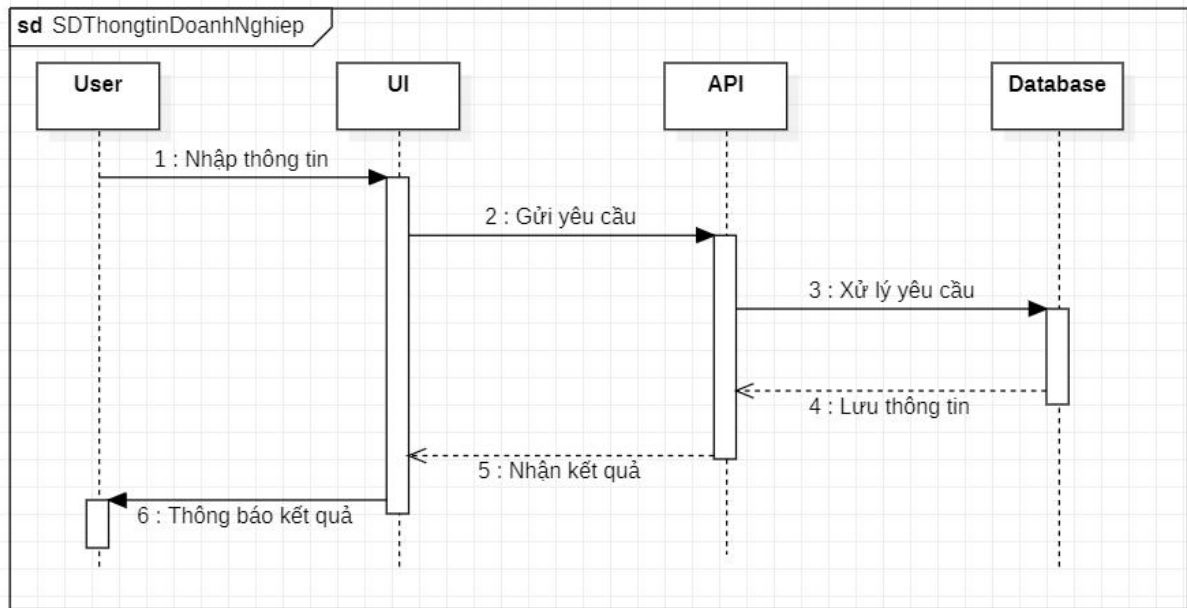 sd SDThongtinDoanhNghiep
User
UI
API
Database
1 : Nhập thông tin
2 : Gửi yêu cầu
3 : Xử lý yêu cầu
4 : Lưu thông tin
5 : Nhận kết quả
6 : Thông báo kết quả